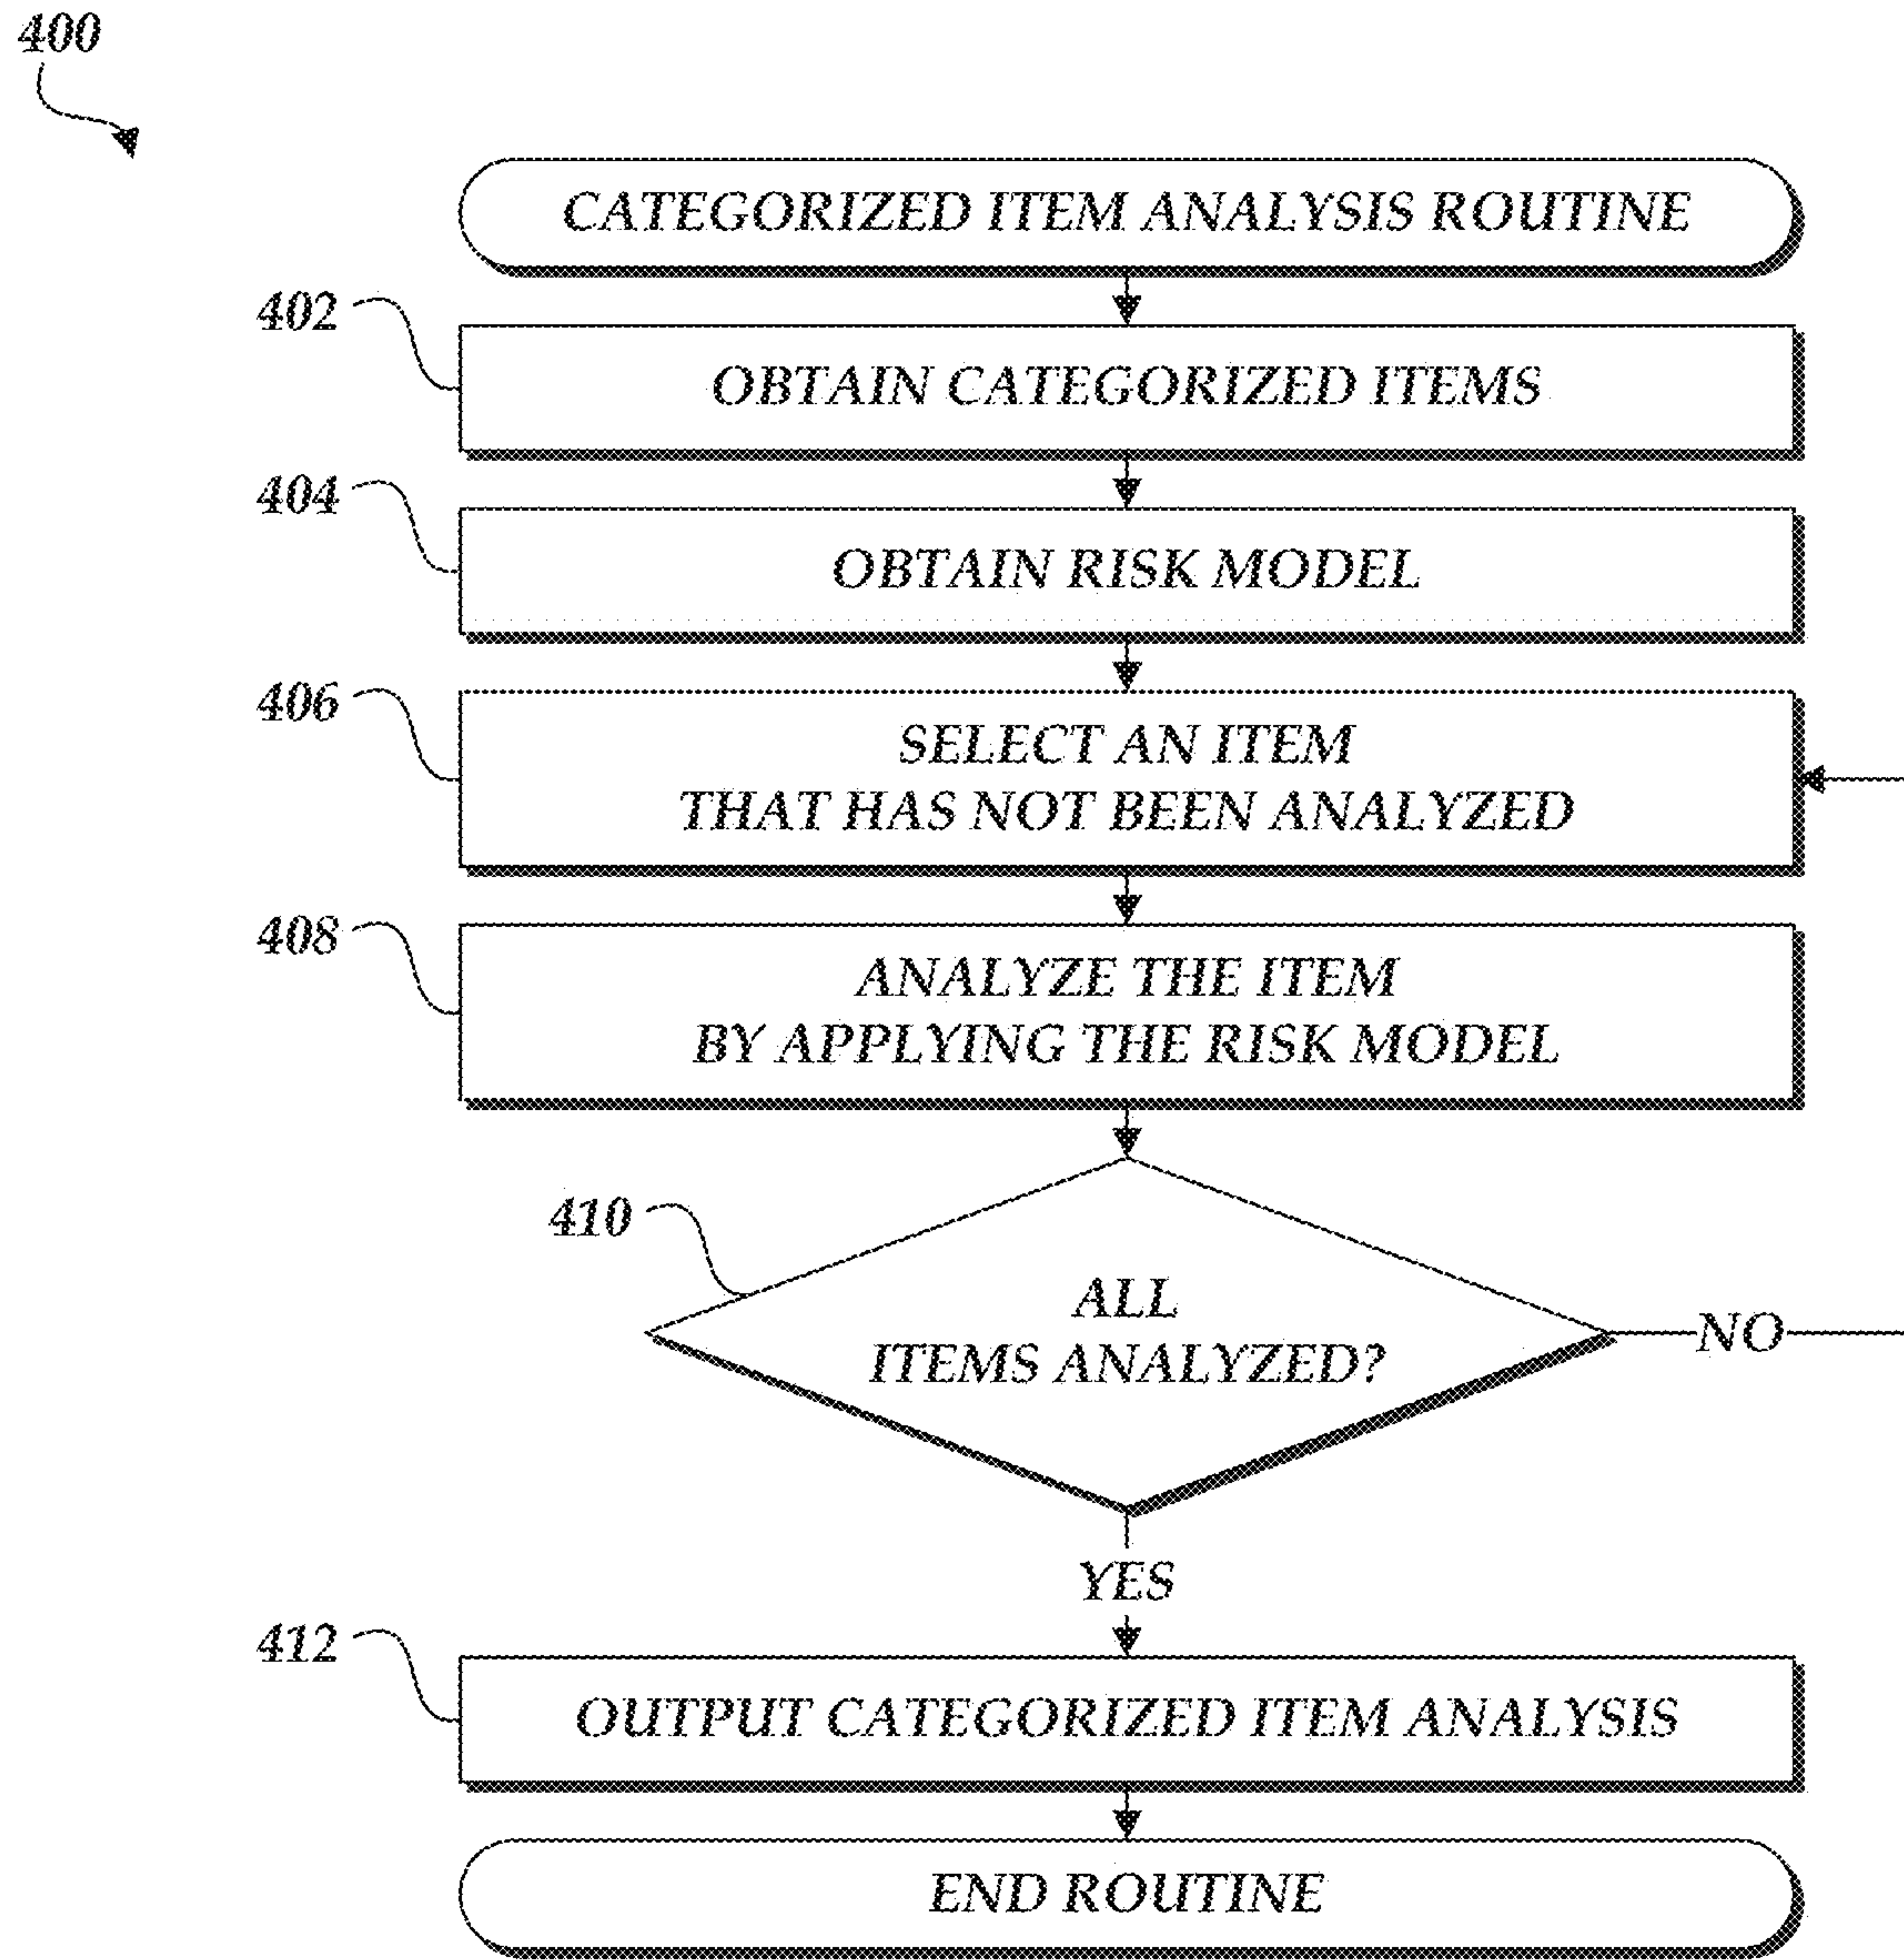 400
CATEGORIZED ITEM ANALYSIS ROUTINE
402
OBTAIN CATEGORIZED ITEMS
404
OBTAIN RISK MODEL
406
SELECT AN ITEM
THAT HAS NOT BEEN ANALYZED
408
ANALYZE THE ITEM
BY APPLYING THE RISK MODEL
410
ALL
ITEMS ANALYZED?
NO
YES
412
OUTPUT CATEGORIZED ITEM ANALYSIS
END ROUTINE